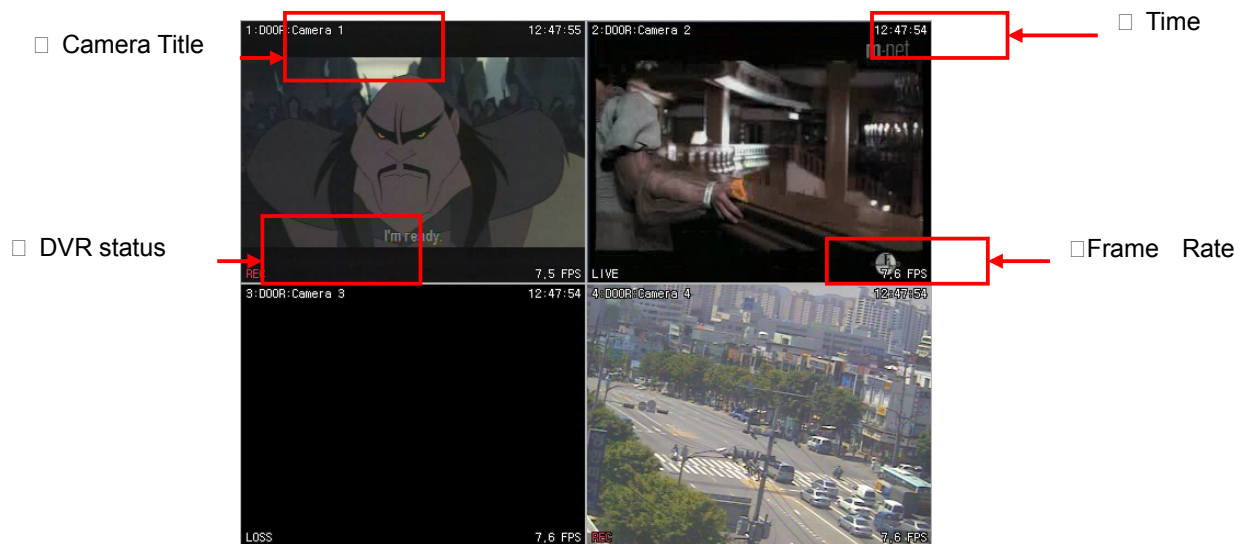 □ Camera Title
□ Time
□ DVR status
□Frame Rate
1:DOOR:Camera 1 12:47:55
I'm ready.
REC 7.5 FPS
2:DOOR:Camera 2 12:47:54
m·net
LIVE 7.6 FPS
3:DOOR:Camera 3 12:47:54
LOSS 7.6 FPS
4:DOOR:Camera 4 12:47:54
REC 7.6 FPS